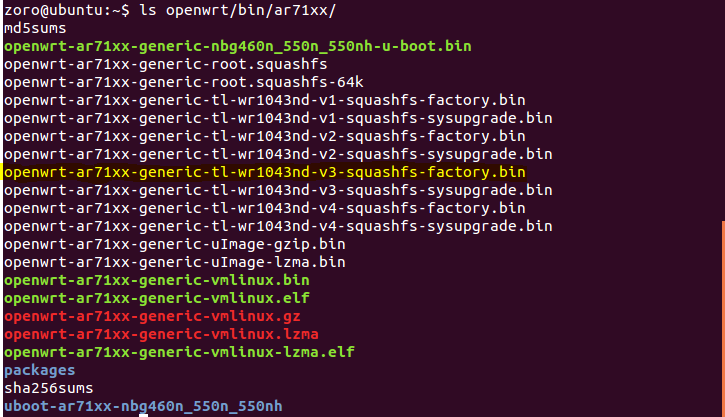 zoro@ubuntu:~$ ls openwrt/bin/ar71xx/
md5sums
openwrt-ar71xx-generic-nbg460n_550n_550nh-u-boot.bin
openwrt-ar71xx-generic-root.squashfs
openwrt-ar71xx-generic-root.squashfs-64k
openwrt-ar71xx-generic-tl-wr1043nd-v1-squashfs-factory.bin
openwrt-ar71xx-generic-tl-wr1043nd-v1-squashfs-sysupgrade.bin
openwrt-ar71xx-generic-tl-wr1043nd-v2-squashfs-factory.bin
openwrt-ar71xx-generic-tl-wr1043nd-v2-squashfs-sysupgrade.bin
openwrt-ar71xx-generic-tl-wr1043nd-v3-squashfs-factory.bin
openwrt-ar71xx-generic-tl-wr1043nd-v3-squashfs-sysupgrade.bin
openwrt-ar71xx-generic-tl-wr1043nd-v4-squashfs-factory.bin
openwrt-ar71xx-generic-tl-wr1043nd-v4-squashfs-sysupgrade.bin
openwrt-ar71xx-generic-uImage-gzip.bin
openwrt-ar71xx-generic-uImage-lzma.bin
openwrt-ar71xx-generic-vmlinux.bin
openwrt-ar71xx-generic-vmlinux.elf
openwrt-ar71xx-generic-vmlinux.gz
openwrt-ar71xx-generic-vmlinux.lzma
openwrt-ar71xx-generic-vmlinux-lzma.elf
packages
sha256sums
uboot-ar71xx-nbg460n_550n_550nh